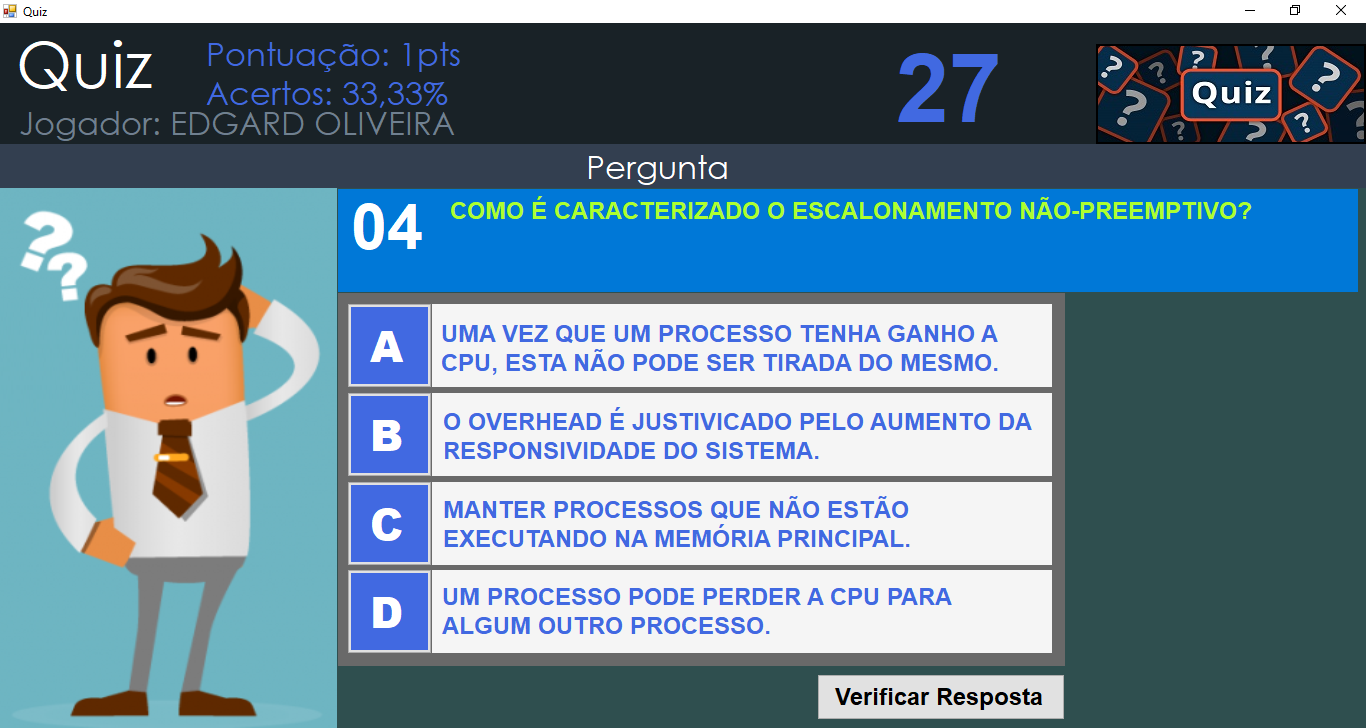 Quiz
Quiz
Pontuação: 1pts
Acertos: 33,33%
Jogador: EDGARD OLIVEIRA
27
? ? ? ? ?
Quiz
? ? ? ? ?
Pergunta
??
04
COMO É CARACTERIZADO O ESCALONAMENTO NÃO-PREEMPTIVO?
A
UMA VEZ QUE UM PROCESSO TENHA GANHO A
CPU, ESTA NÃO PODE SER TIRADA DO MESMO.
B
O OVERHEAD É JUSTIVICADO PELO AUMENTO DA
RESPONSIVIDADE DO SISTEMA.
C
MANTER PROCESSOS QUE NÃO ESTÃO
EXECUTANDO NA MEMÓRIA PRINCIPAL.
D
UM PROCESSO PODE PERDER A CPU PARA
ALGUM OUTRO PROCESSO.
Verificar Resposta